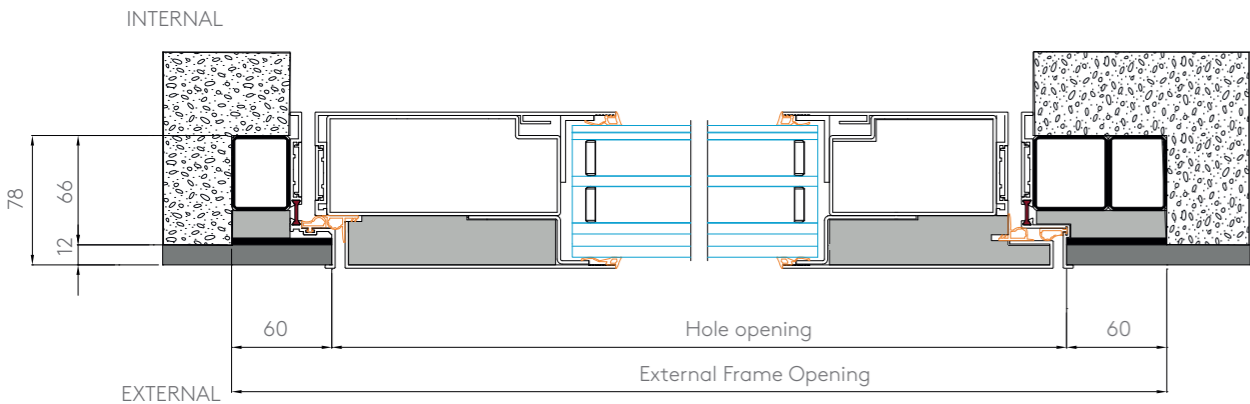 INTERNAL
78
66
12
60
Hole opening
60
External Frame Opening
EXTERNAL